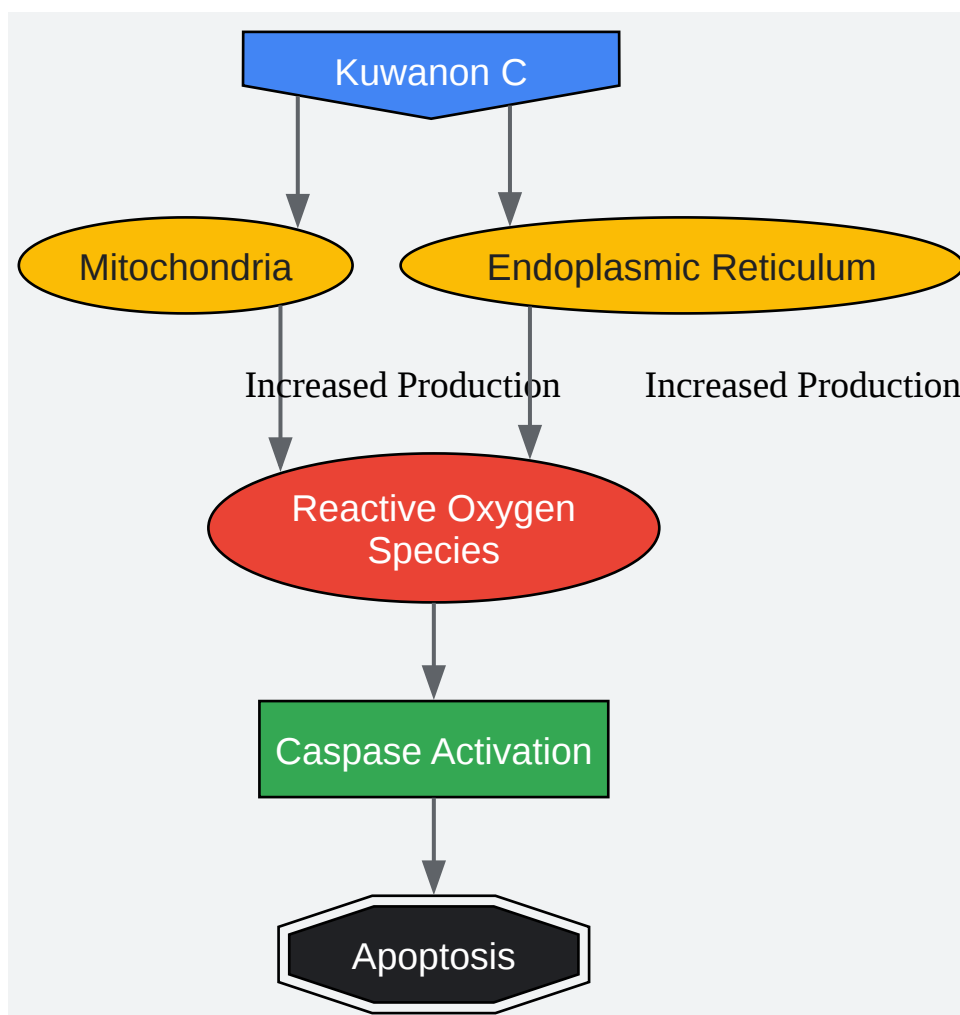 Kuwanon C
Mitochondria
Endoplasmic Reticulum
Increased Production
Increased Production
Reactive Oxygen
Species
Caspase Activation
Apoptosis